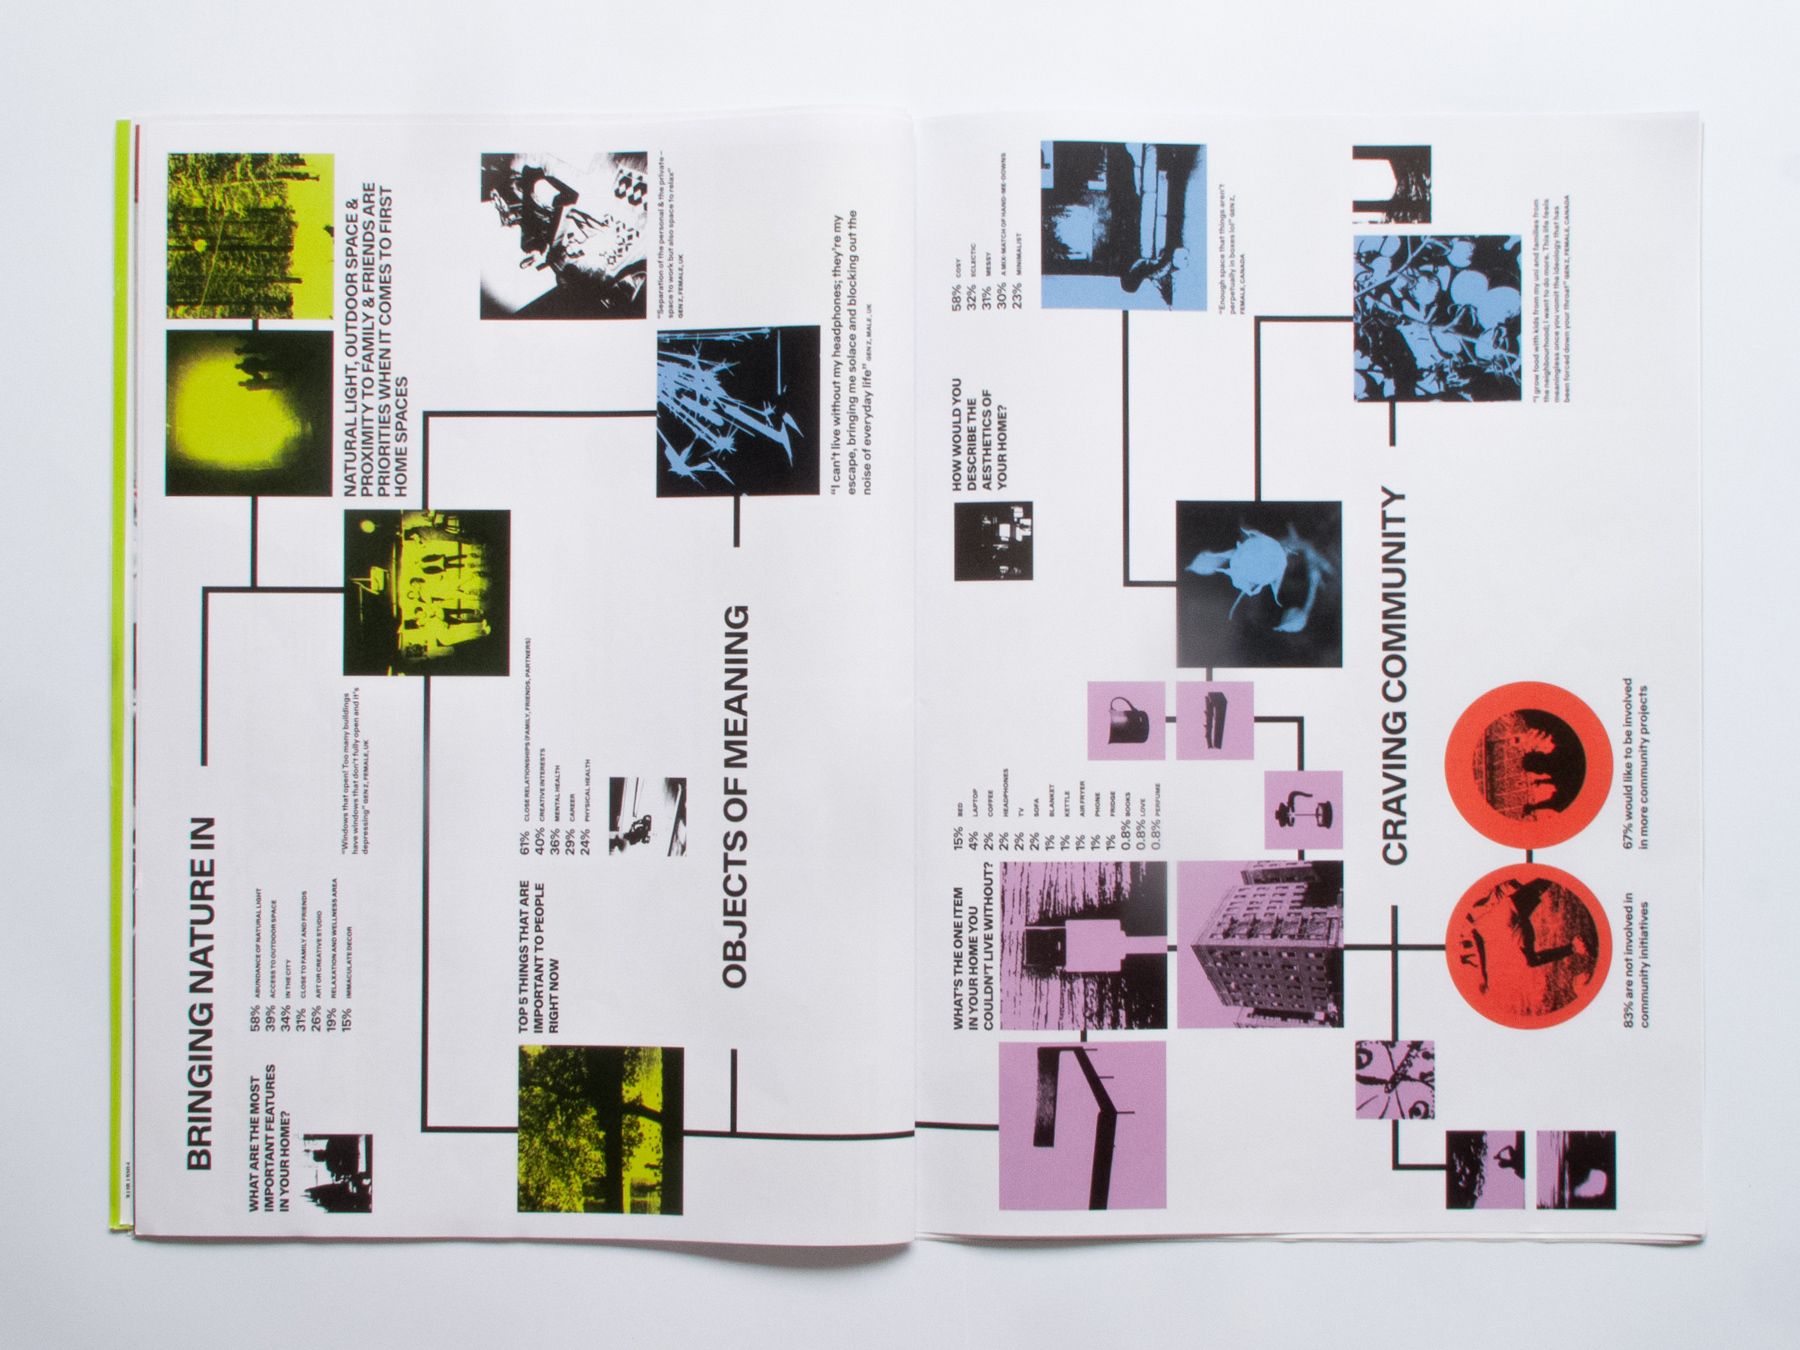 BRINGING NATURE IN
WHAT ARE THE MOST
IMPORTANT FEATURES
IN YOUR HOME?
58% ABUNDANCE OF NATURAL LIGHT
39% ACCESS TO OUTDOOR SPACE
34% IN THE CITY
31% CLOSE TO FAMILY AND FRIENDS
26% ART OR CREATIVE STUDIO
19% RELAXATION AND WELLNESS AREA
15% IMMACULATE DECOR
"Windows that open! Too many buildings
have windows that don't fully open and it's
depressing" GEN Z, FEMALE, UK
NATURAL LIGHT, OUTDOOR SPACE &
PROXIMITY TO FAMILY & FRIENDS ARE
PRIORITIES WHEN IT COMES TO FIRST
HOME SPACES
TOP 5 THINGS THAT ARE
IMPORTANT TO PEOPLE
RIGHT NOW
61% CLOSE RELATIONSHIPS (FAMILY, FRIENDS, PARTNERS)
40% CREATIVE INTERESTS
36% MENTAL HEALTH
29% CAREER
24% PHYSICAL HEALTH
"Separation of the personal & the private –
space to work but also space to relax"
GEN Z, FEMALE, UK
OBJECTS OF MEANING
"I can't live without my headphones; they're my
escape, bringing me solace and blocking out the
noise of everyday life" GEN Z, MALE, UK
WHAT'S THE ONE ITEM
IN YOUR HOME YOU
COULDN'T LIVE WITHOUT?
15% BED
4% LAPTOP
2% COFFEE
2% HEADPHONES
2% TV
2% SOFA
1% BLANKET
1% KETTLE
1% AIR FRYER
1% PHONE
1% FRIDGE
0.8% BOOKS
0.8% LOVE
0.8% PERFUME
HOW WOULD YOU
DESCRIBE THE
AESTHETICS OF
YOUR HOME?
58% COSY
32% ECLECTIC
31% MESSY
30% A MIX-MATCH OF HAND-ME-DOWNS
23% MINIMALIST
"Enough space that things aren't
perpetually in boxes lol" GEN Z,
FEMALE, CANADA
CRAVING COMMUNITY
"I grow food with kids from my uni and families from
the neighbourhood; I want to do more. This life feels
meaningless once you vomit the ideology that has
been forced down your throat" GEN Z, FEMALE, CANADA
83% are not involved in
community initiatives
67% would like to be involved
in more community projects